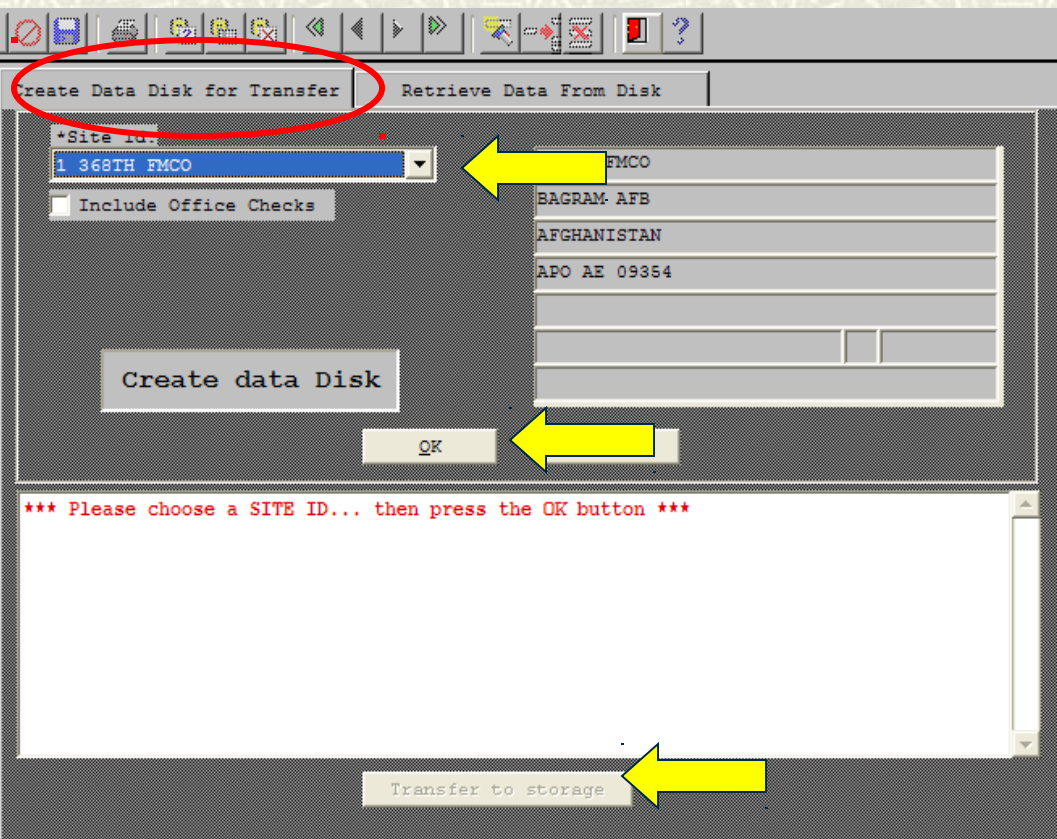 Create Data Disk for Transfer
Retrieve Data From Disk
*Site Id:
1 368TH FMCO
Include Office Checks
FMCO
BAGRAM AFB
AFGHANISTAN
APO AE 09354
Create data Disk
OK
*** Please choose a SITE ID... then press the OK button ***
Transfer to storage